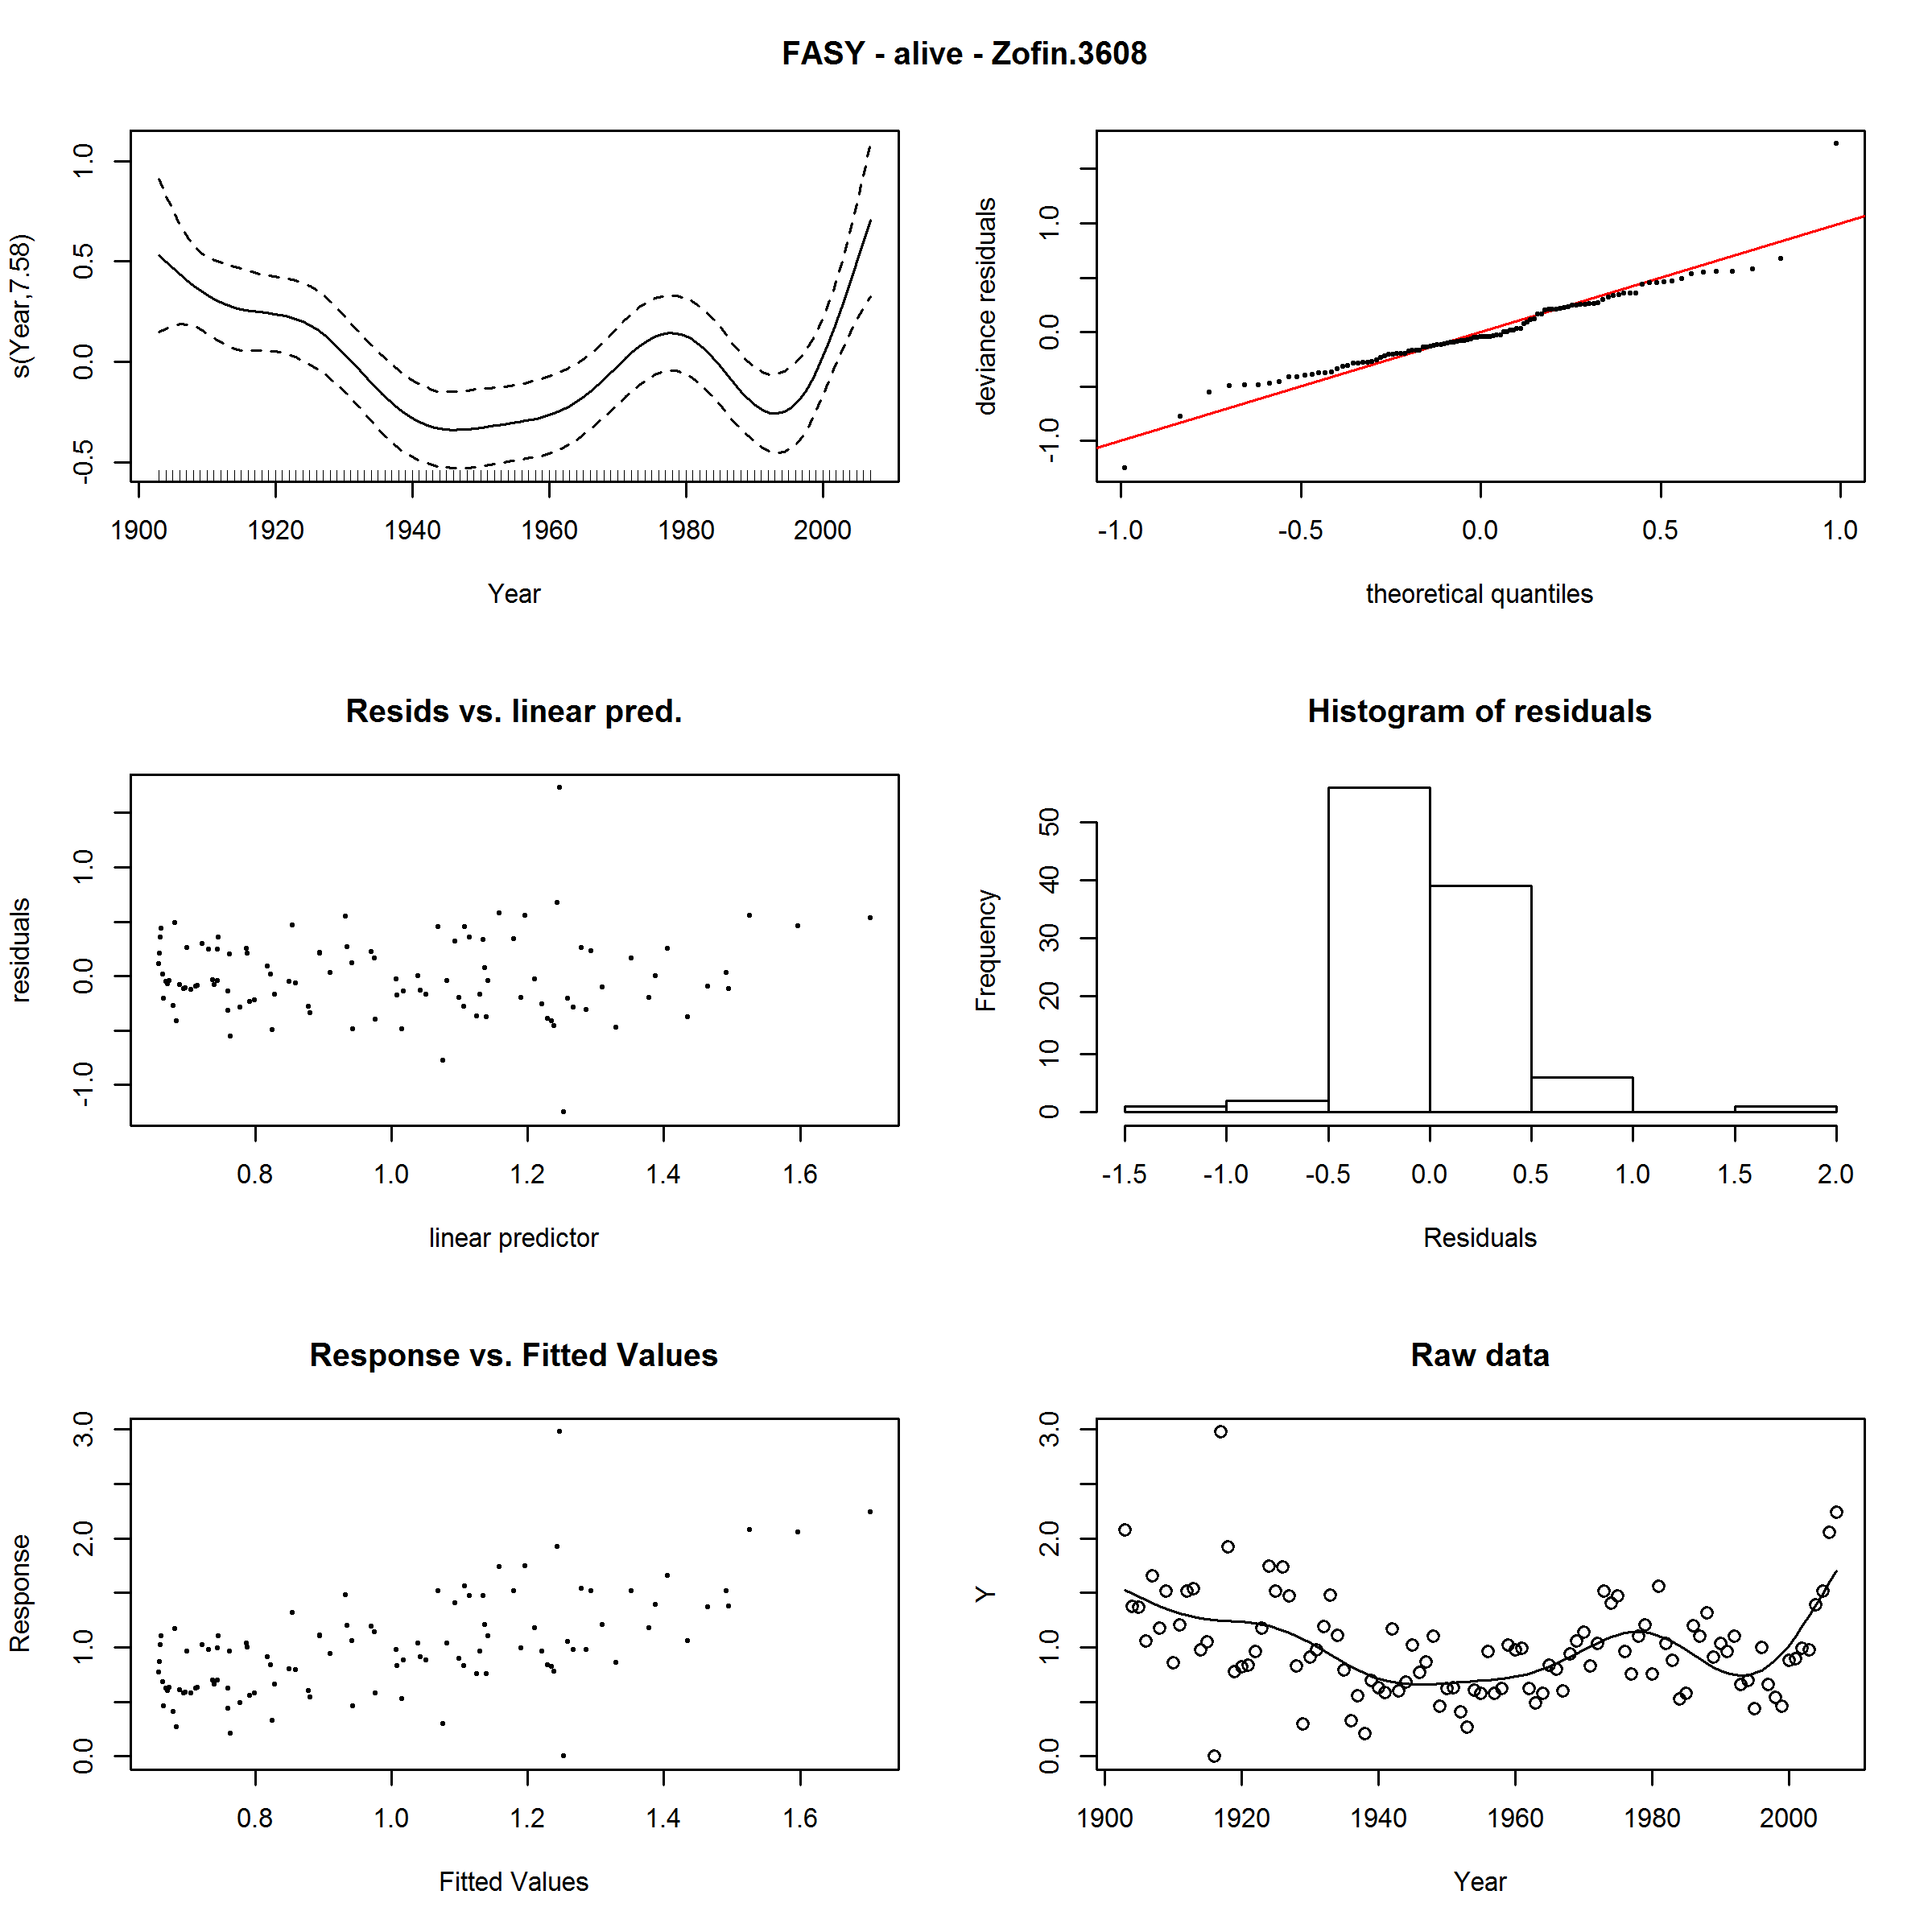 FASY - alive - Zofin.3608
s(Year,7.58)
1.0
0.5
0.0
-0.5
1900 1920 1940 1960 1980 2000
Year
deviance residuals
1.0
0.0
-1.0
-1.0 -0.5 0.0 0.5 1.0
theoretical quantiles
Resids vs. linear pred.
residuals
1.0
0.0
-1.0
0.8 1.0 1.2 1.4 1.6
linear predictor
Histogram of residuals
Frequency
50
40
30
20
10
0
-1.5 -1.0 -0.5 0.0 0.5 1.0 1.5 2.0
Residuals
Response vs. Fitted Values
Response
3.0
2.0
1.0
0.0
0.8 1.0 1.2 1.4 1.6
Fitted Values
Raw data
Y
3.0
2.0
1.0
0.0
1900 1920 1940 1960 1980 2000
Year